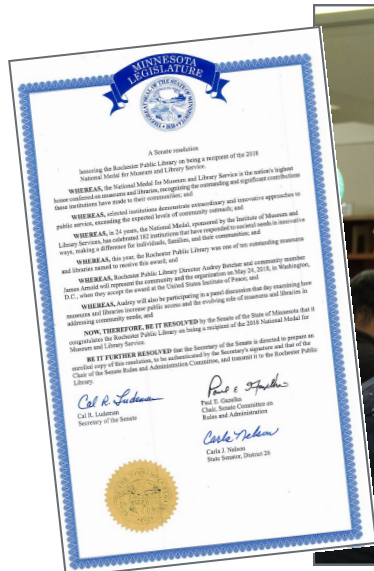 MINNESOTA
LEGISLATURE
A Senate resolution
honoring the Rochester Public Library on being a recipient of the 2018
National Medal for Museum and Library Service.
WHEREAS, the National Medal for Museum and Library Service is the nation's highest
honor conferred on museums and libraries, recognizing the outstanding and significant contributions
these institutions have made to their communities; and
WHEREAS, selected institutions demonstrate extraordinary and innovative approaches to
public service, exceeding the expected levels of community outreach; and
WHEREAS, in 24 years, the National Medal, sponsored by the Institute of Museum and
Library Services, has celebrated 182 institutions that have responded to societal needs in innovative
ways, making a difference for individuals, families, and their communities; and
WHEREAS, this year, the Rochester Public Library was one of ten outstanding museums
and libraries named to receive this award; and
WHEREAS, Rochester Public Library Director Audrey Betcher and community member
James Arnold will represent the community and the organization on May 24, 2018, in Washington,
D.C., when they accept the award at the United States Institute of Peace; and
WHEREAS, Audrey will also be participating in a panel discussion that day examining how
museums and libraries increase public access and the evolving role of museums and libraries in
addressing community needs; and
NOW, THEREFORE, BE IT RESOLVED by the Senate of the State of Minnesota that it
congratulates the Rochester Public Library on being a recipient of the 2018 National Medal for
Museum and Library Service.
BE IT FURTHER RESOLVED that the Secretary of the Senate is directed to prepare an
enrolled copy of this resolution, to be authenticated by the Secretary's signature and that of the
Chair of the Senate Rules and Administration Committee, and transmit it to the Rochester Public
Library.
Cal R. Ludeman
Cal R. Ludeman
Secretary of the Senate
Paul E Gazelka
Paul E. Gazelka
Chair, Senate Committee on
Rules and Administration
Carla Nelson
Carla J. Nelson
State Senator, District 26